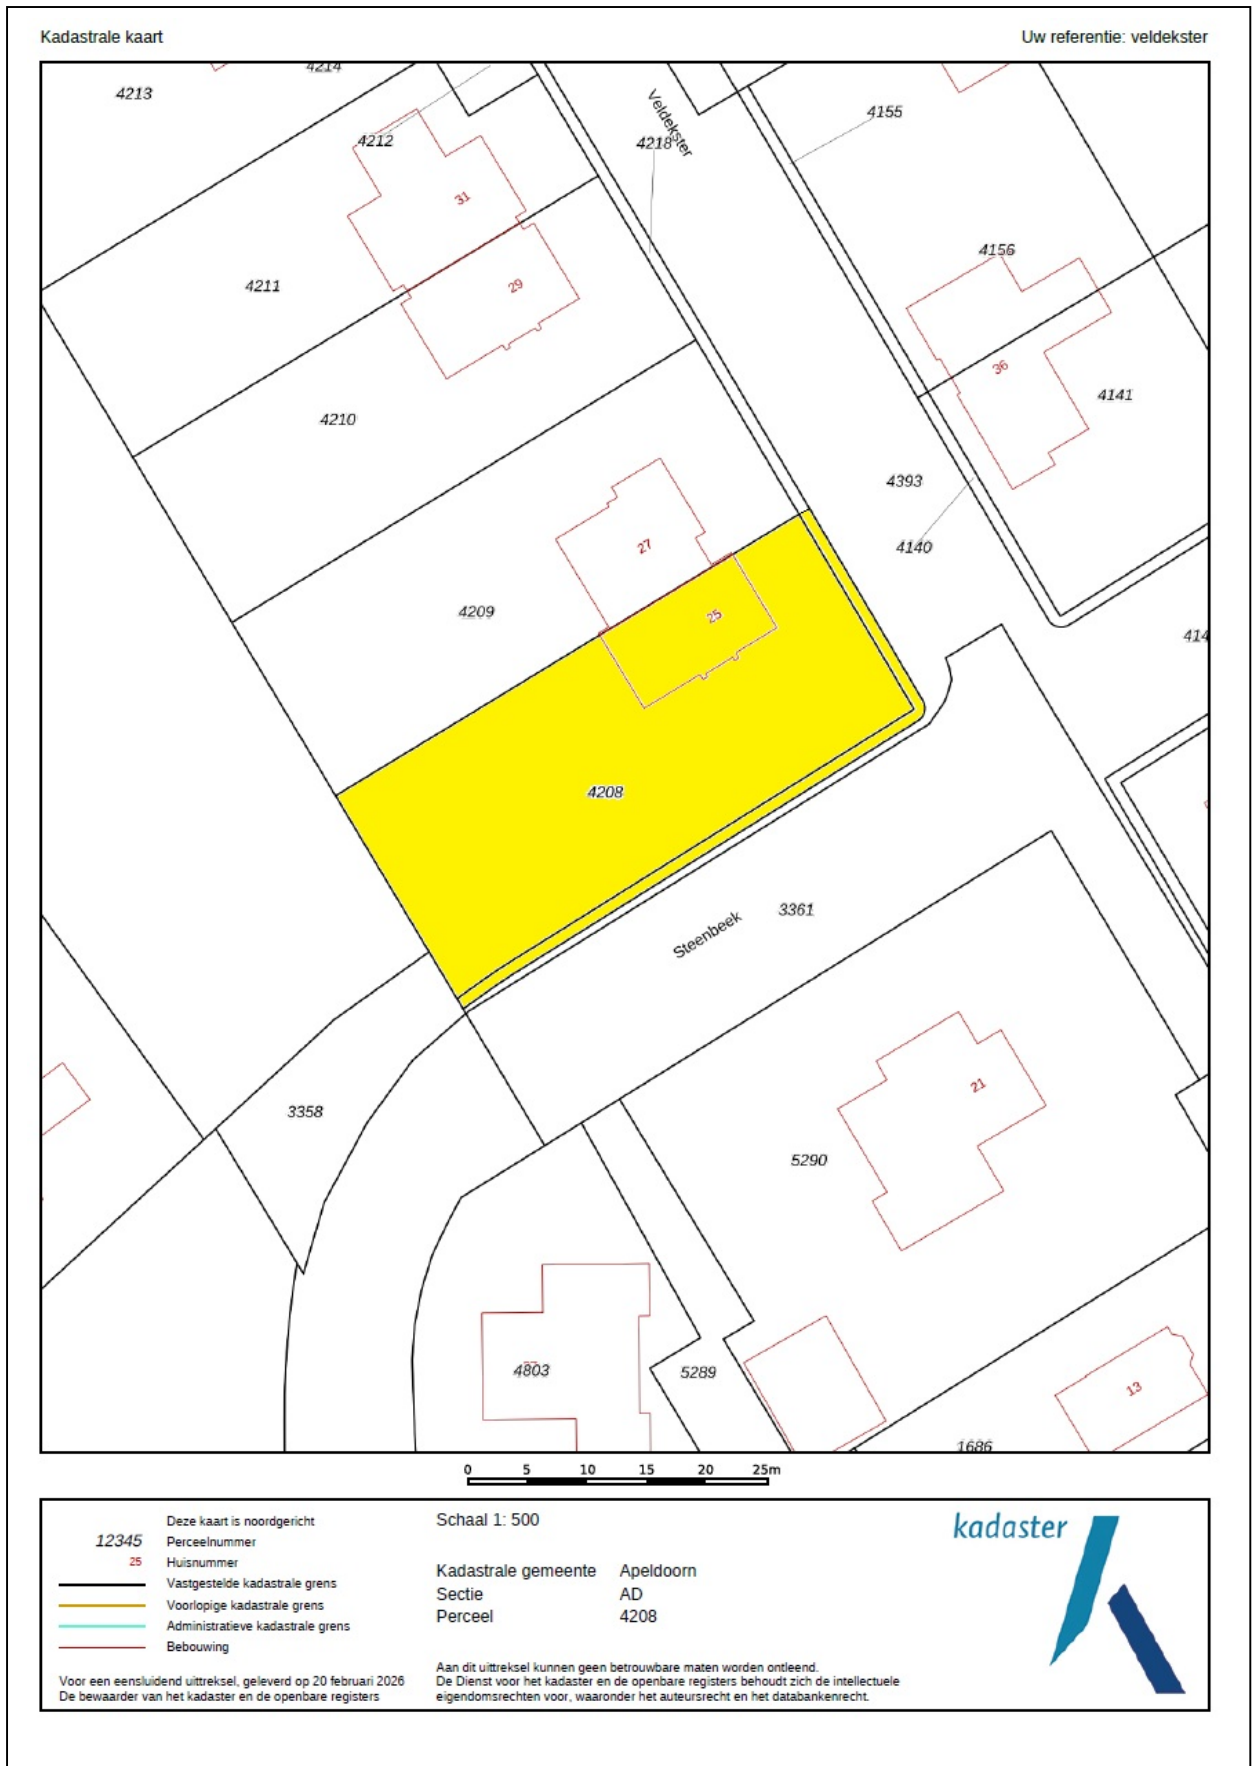 Kadastrale kaart
Uw referentie: veldekster
4213
4214
4212
4218
Veldekster
4155
31
4211
29
4156
36
4141
4210
4393
4140
27
4209
25
414
4208
3361
Steenbeek
3358
21
5290
4803
5289
13
1686
0 5 10 15 20 25m
Deze kaart is noordgericht
12345 Perceelnummer
25 Huisnummer
Vastgestelde kadastrale grens
Voorlopige kadastrale grens
Administratieve kadastrale grens
Bebouwing
Voor een eensluidend uittreksel, geleverd op 20 februari 2026
De bewaarder van het kadaster en de openbare registers
Schaal 1: 500
Kadastrale gemeente Apeldoorn
Sectie AD
Perceel 4208
Aan dit uittreksel kunnen geen betrouwbare maten worden ontleend.
De Dienst voor het kadaster en de openbare registers behoudt zich de intellectuele
eigendomsrechten voor, waaronder het auteursrecht en het databankenrecht.
kadaster